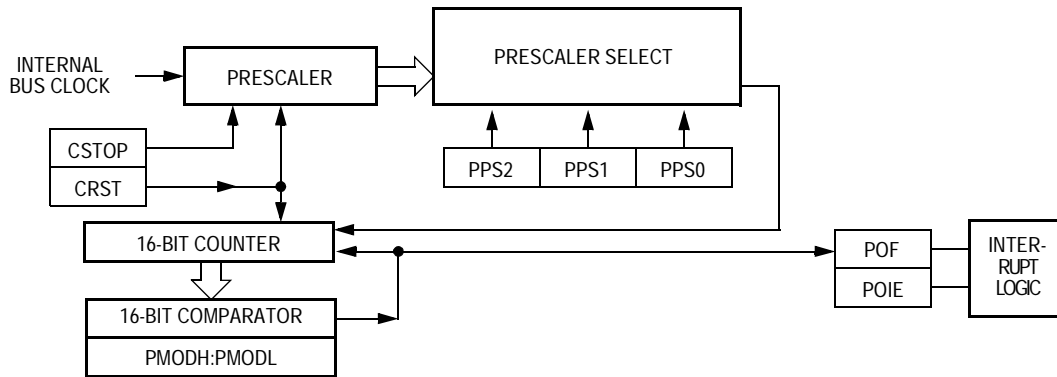 INTERNAL
BUS CLOCK
PRESCALER
PRESCALER SELECT
CSTOP
CRST
PPS2
PPS1
PPS0
16-BIT COUNTER
POF
POIE
INTER-
RUPT
LOGIC
16-BIT COMPARATOR
PMODH:PMODL